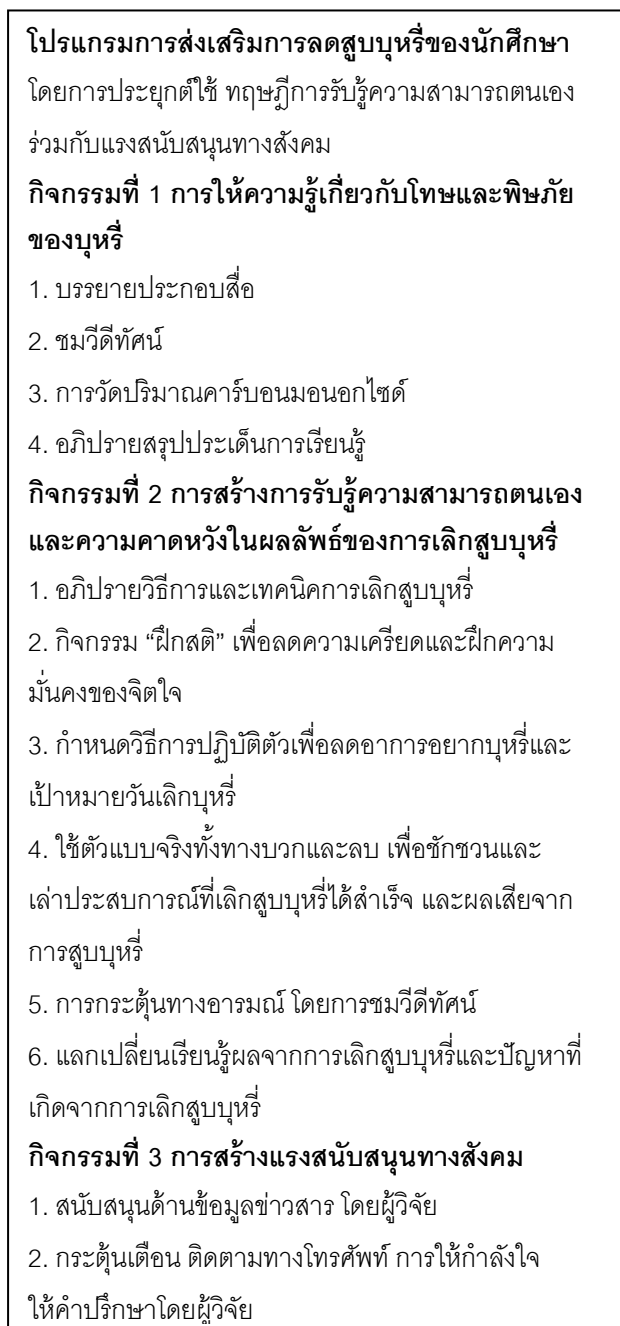 โปรแกรมการส่งเสริมการลดสูบบุหรี่ของนักศึกษา
โดยการประยุกต์ใช้ ทฤษฎีการรับรู้ความสามารถตนเอง
ร่วมกับแรงสนับสนุนทางสังคม
กิจกรรมที่ 1 การให้ความรู้เกี่ยวกับโทษและพิษภัย
ของบุหรี่
1. บรรยายประกอบสื่อ
2. ชมวีดีทัศน์
3. การวัดปริมาณคาร์บอนมอนอกไซด์
4. อภิปรายสรุปประเด็นการเรียนรู้
กิจกรรมที่ 2 การสร้างการรับรู้ความสามารถตนเอง
และความคาดหวังในผลลัพธ์ของการเลิกสูบบุหรี่
1. อภิปรายวิธีการและเทคนิคการเลิกสูบบุหรี่
2. กิจกรรม “ฝึกสติ” เพื่อลดความเครียดและฝึกความ
มั่นคงของจิตใจ
3. กำหนดวิธีการปฏิบัติตัวเพื่อลดอาการอยากบุหรี่และ
เป้าหมายวันเลิกบุหรี่
4. ใช้ตัวแบบจริงทั้งทางบวกและลบ เพื่อชักชวนและ
เล่าประสบการณ์ที่เลิกสูบบุหรี่ได้สำเร็จ และผลเสียจาก
การสูบบุหรี่
5. การกระตุ้นทางอารมณ์ โดยการชมวีดีทัศน์
6. แลกเปลี่ยนเรียนรู้ผลจากการเลิกสูบบุหรี่และปัญหาที่
เกิดจากการเลิกสูบบุหรี่
กิจกรรมที่ 3 การสร้างแรงสนับสนุนทางสังคม
1. สนับสนุนด้านข้อมูลข่าวสาร โดยผู้วิจัย
2. กระตุ้นเตือน ติดตามทางโทรศัพท์ การให้กำลังใจ
ให้คำปรึกษาโดยผู้วิจัย